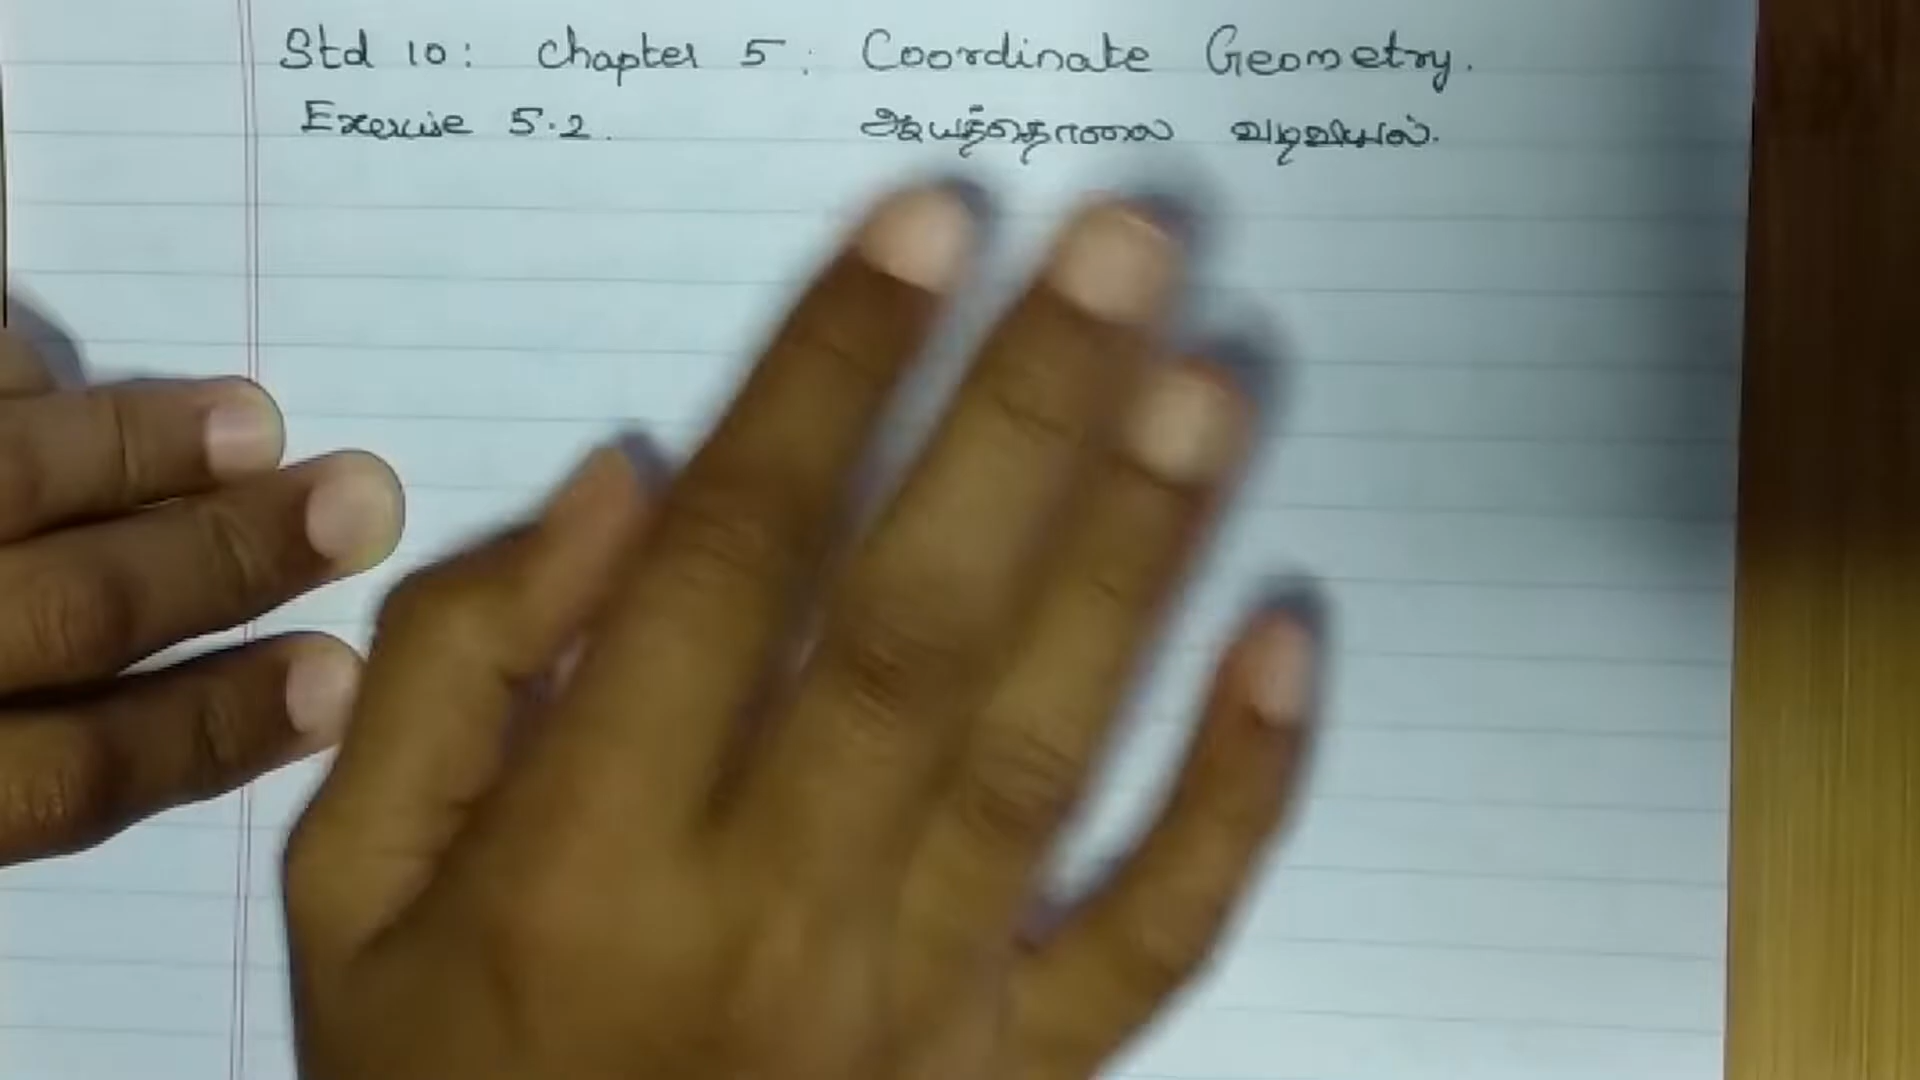 Std 10: Chapter 5: Coordinate Geometry.
Exercise 5.2. ஆயத்தொலை வடிவியல்.